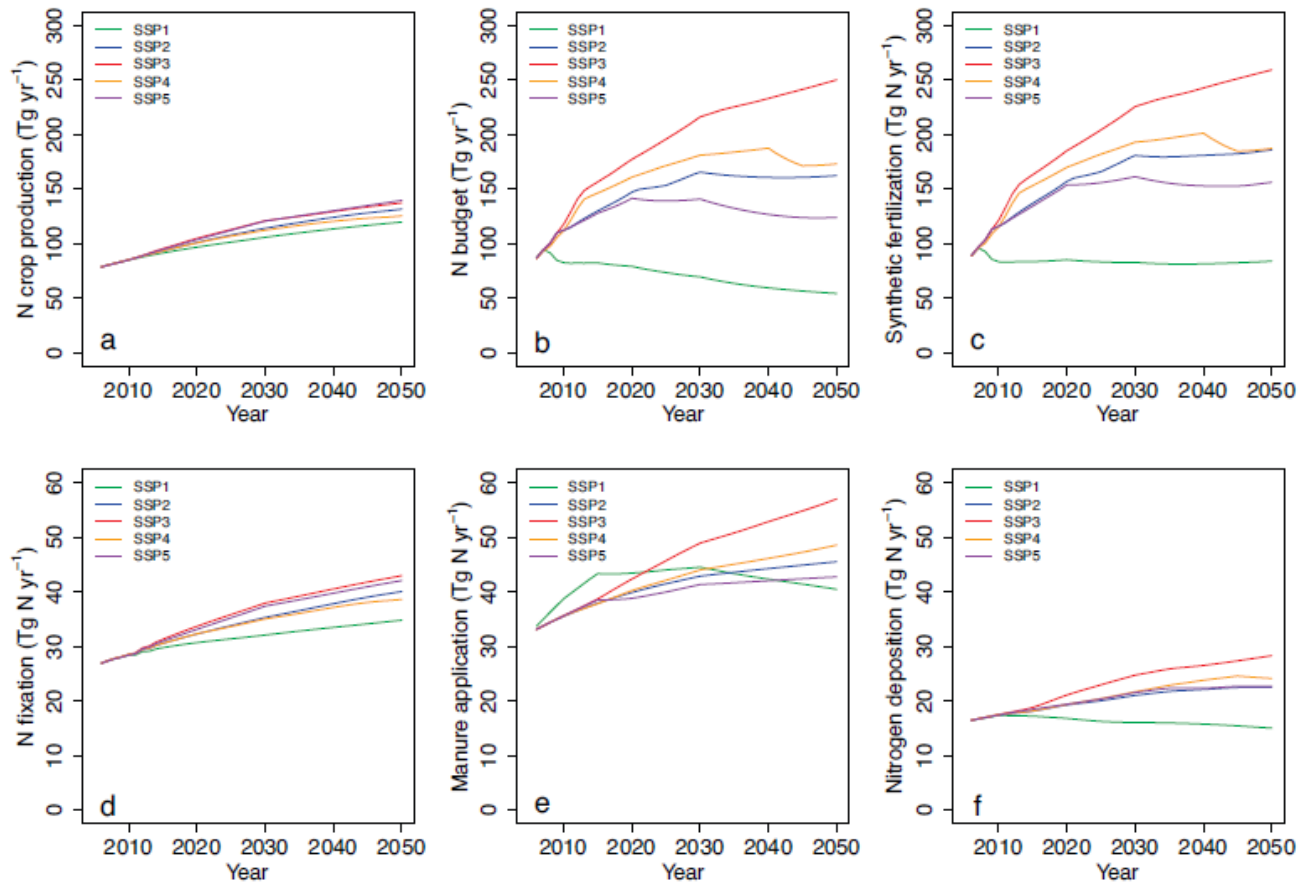 N crop production (Tg yr⁻¹)
300
250
200
150
100
50
0
SSP1
SSP2
SSP3
SSP4
SSP5
a
2010 2020 2030 2040 2050
Year
N budget (Tg yr⁻¹)
300
250
200
150
100
50
0
SSP1
SSP2
SSP3
SSP4
SSP5
b
2010 2020 2030 2040 2050
Year
Synthetic fertilization (Tg N yr⁻¹)
300
250
200
150
100
50
0
SSP1
SSP2
SSP3
SSP4
SSP5
c
2010 2020 2030 2040 2050
Year
N fixation (Tg N yr⁻¹)
60
50
40
30
20
10
0
SSP1
SSP2
SSP3
SSP4
SSP5
d
2010 2020 2030 2040 2050
Year
Manure application (Tg N yr⁻¹)
60
50
40
30
20
10
0
SSP1
SSP2
SSP3
SSP4
SSP5
e
2010 2020 2030 2040 2050
Year
Nitrogen deposition (Tg N yr⁻¹)
60
50
40
30
20
10
0
SSP1
SSP2
SSP3
SSP4
SSP5
f
2010 2020 2030 2040 2050
Year